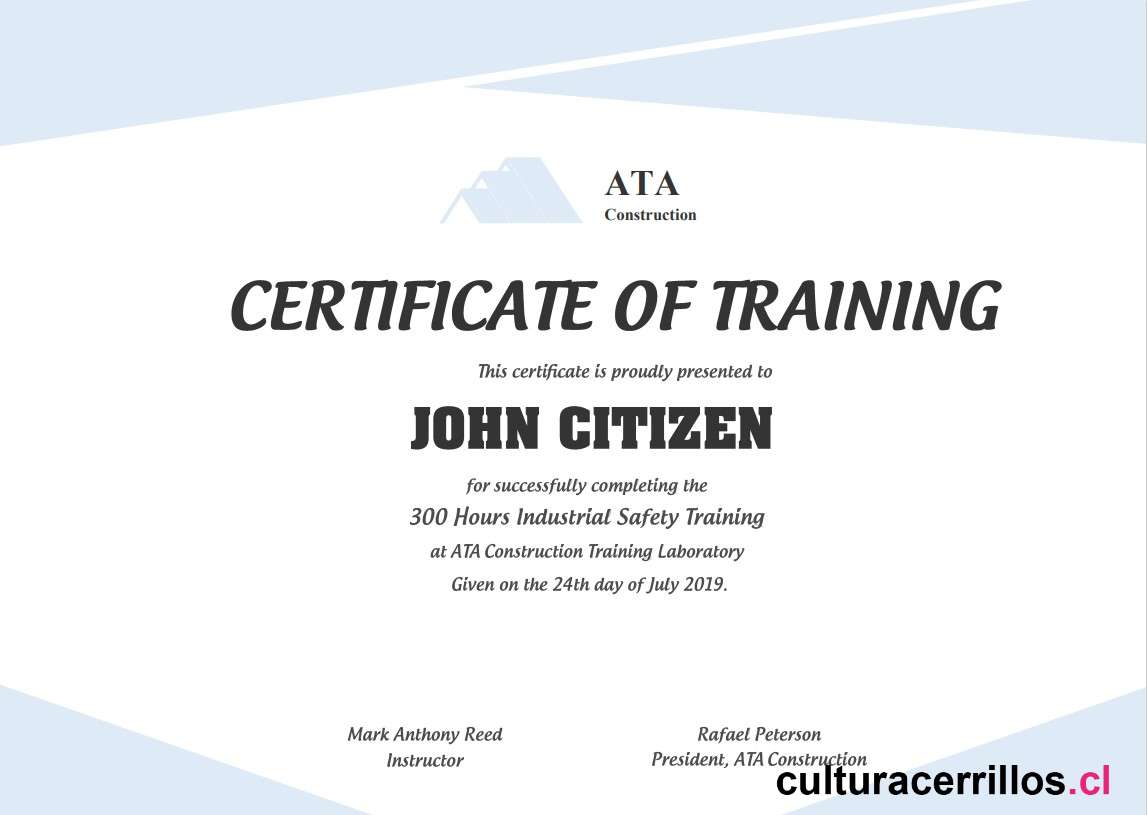 ATA
Construction
CERTIFICATE OF TRAINING
This certificate is proudly presented to
JOHN CITIZEN
for successfully completing the
300 Hours Industrial Safety Training
at ATA Construction Training Laboratory
Given on the 24th day of July 2019.
Mark Anthony Reed
Instructor
Rafael Peterson
President, ATA Construction
culturacerrillos.cl